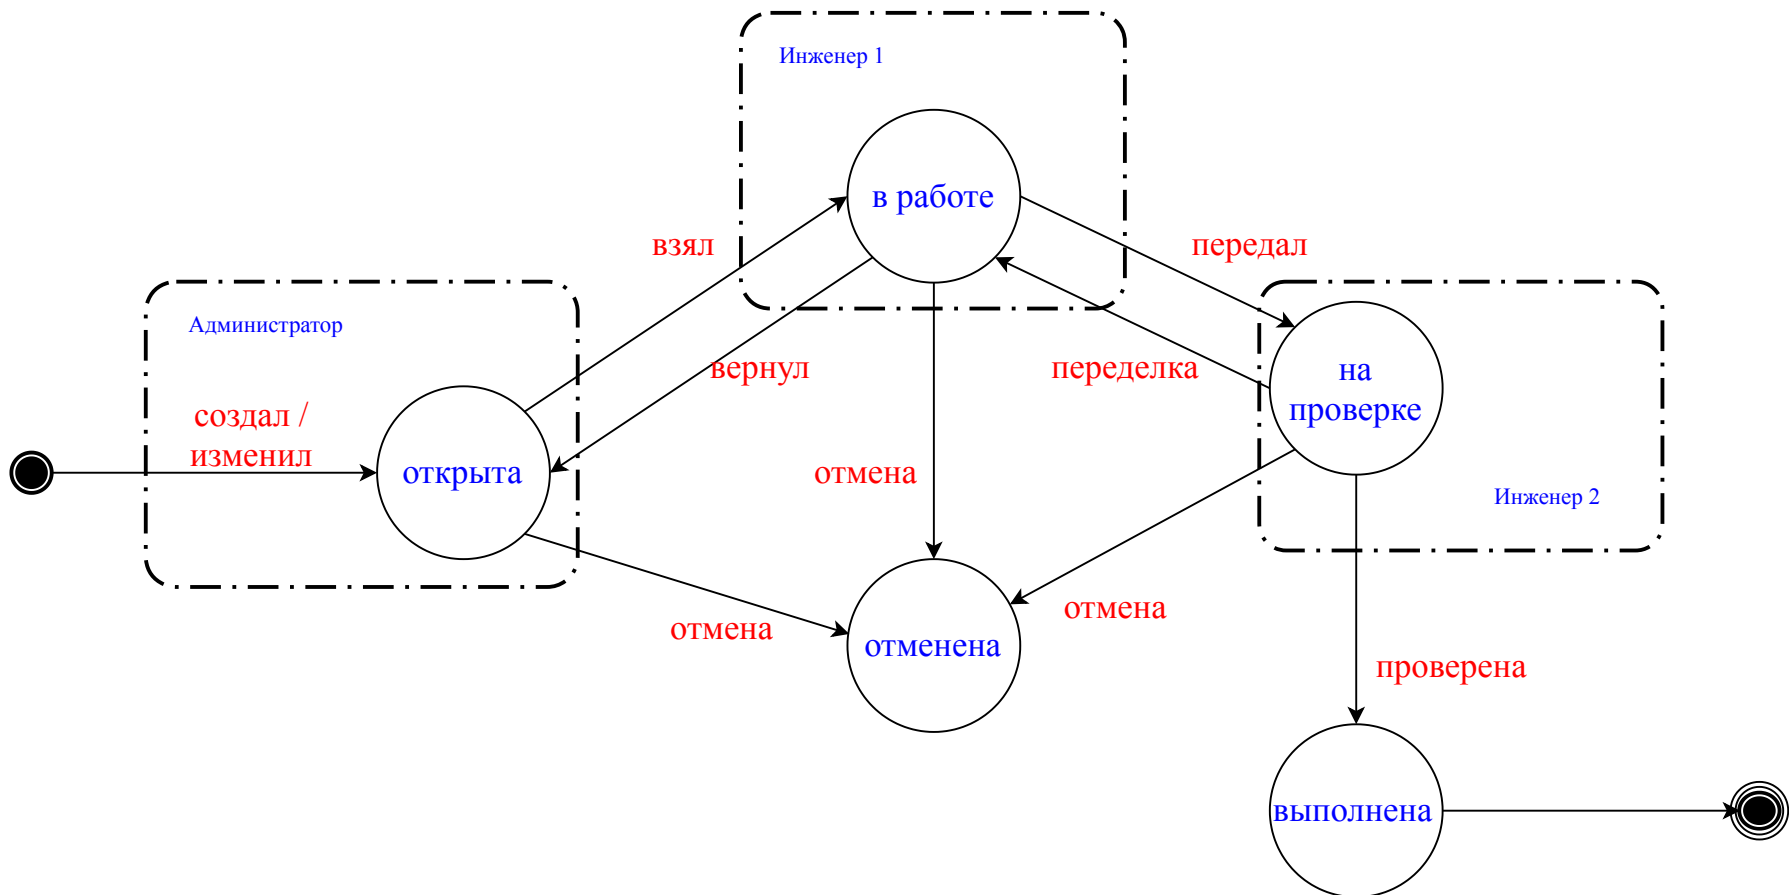 Инженер 1
в работе
взял
передал
Администратор
вернул
переделка
на
проверке
создал /
изменил
открыта
отмена
Инженер 2
отмена
отмена
отменена
проверена
выполнена